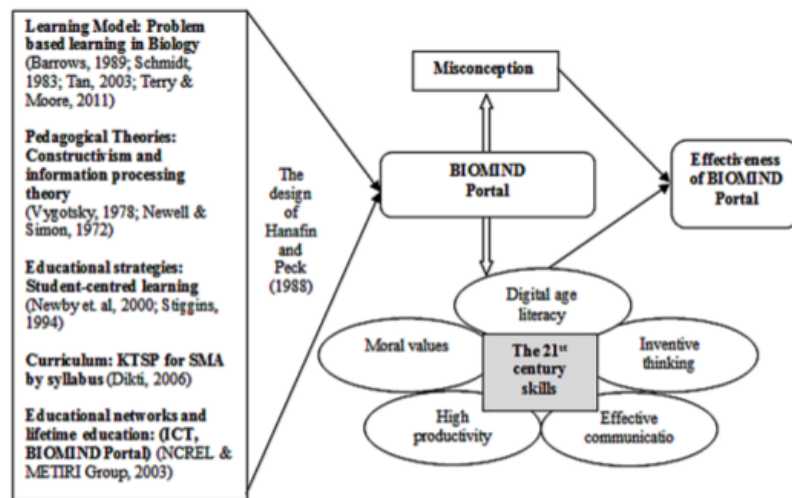 Learning Model: Problem
based learning in Biology
(Barrows, 1989; Schmidt,
1983; Tan, 2003; Terry &
Moore, 2011)
Pedagogical Theories:
Constructivism and
information processing
theory
(Vygotsky, 1978; Newell &
Simon, 1972)
Educational strategies:
Student-centred learning
(Newby et. al, 2000; Stiggins,
1994)
Curriculum: KTSP for SMA
by syllabus (Dikti, 2006)
Educational networks and
lifetime education: (ICT,
BIOMIND Portal) (NCREL &
METIRI Group, 2003)
The
design
of
Hanafin
and
Peck
(1988)
Misconception
BIOMIND
Portal
Effectiveness
of BIOMIND
Portal
Digital age
literacy
Moral values
The 21st
century
skills
Inventive
thinking
High
productivity
Effective
communicatio